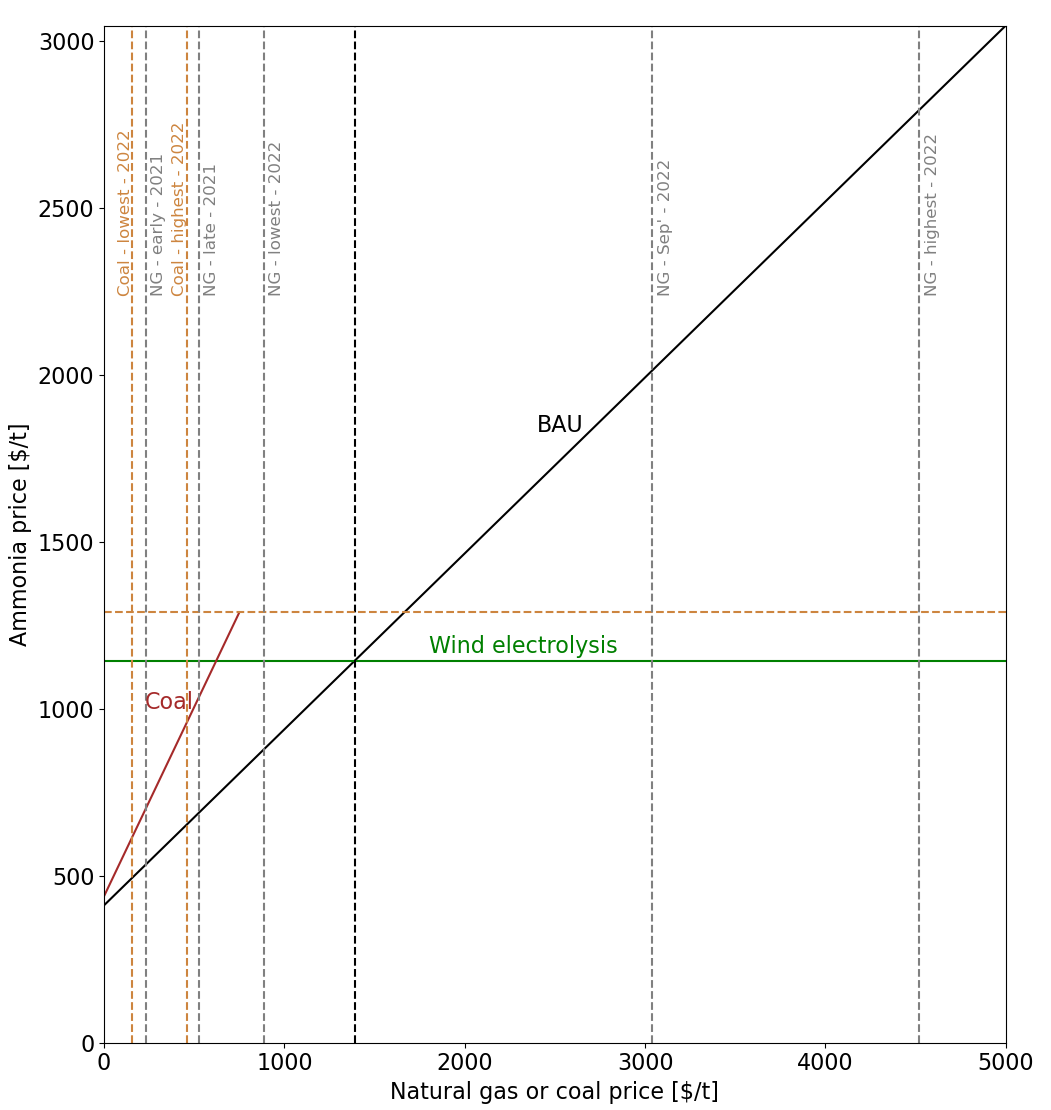 3000
2500
2000
1500
1000
500
0
Ammonia price [$/t]
Coal - lowest - 2022
NG - early - 2021
Coal - highest - 2022
NG - late - 2021
NG - lowest - 2022
NG - Sep' - 2022
NG - highest - 2022
BAU
Wind electrolysis
Coal
0
1000
2000
3000
4000
5000
Natural gas or coal price [$/t]